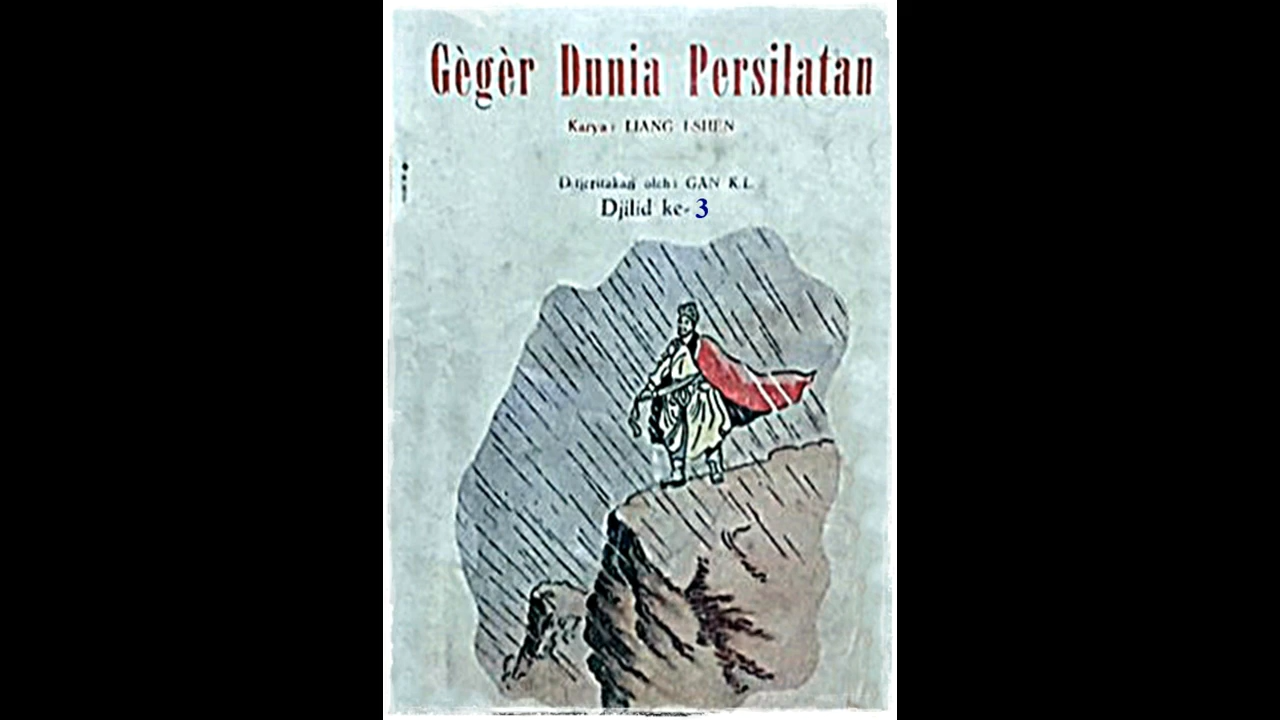 Gègèr Dunia Persilatan
Karya: LIANG I-SHEN
Ditjeritakan oleh: GAN K.L.
Djilid ke-3